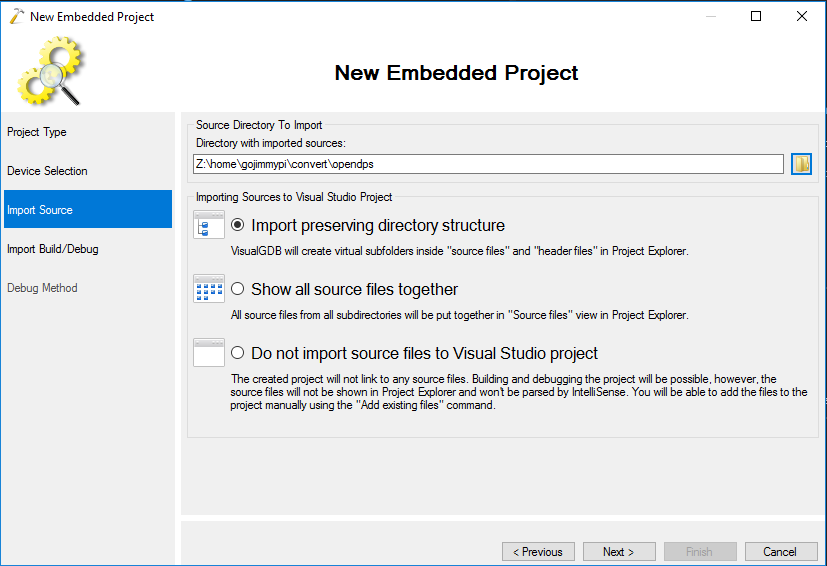 New Embedded Project
New Embedded Project
Project Type
Device Selection
Import Source
Import Build/Debug
Debug Method
Source Directory To Import
Directory with imported sources:
Z:\home\gojimmypi\convert\opendps
Importing Sources to Visual Studio Project
Import preserving directory structure
VisualGDB will create virtual subfolders inside "source files" and "header files" in Project Explorer.
Show all source files together
All source files from all subdirectories will be put together in "Source files" view in Project Explorer.
Do not import source files to Visual Studio project
The created project will not link to any source files. Building and debugging the project will be possible, however, the
source files will not be shown in Project Explorer and won't be parsed by IntelliSense. You will be able to add the files to the
project manually using the "Add existing files" command.
< Previous
Next >
Finish
Cancel